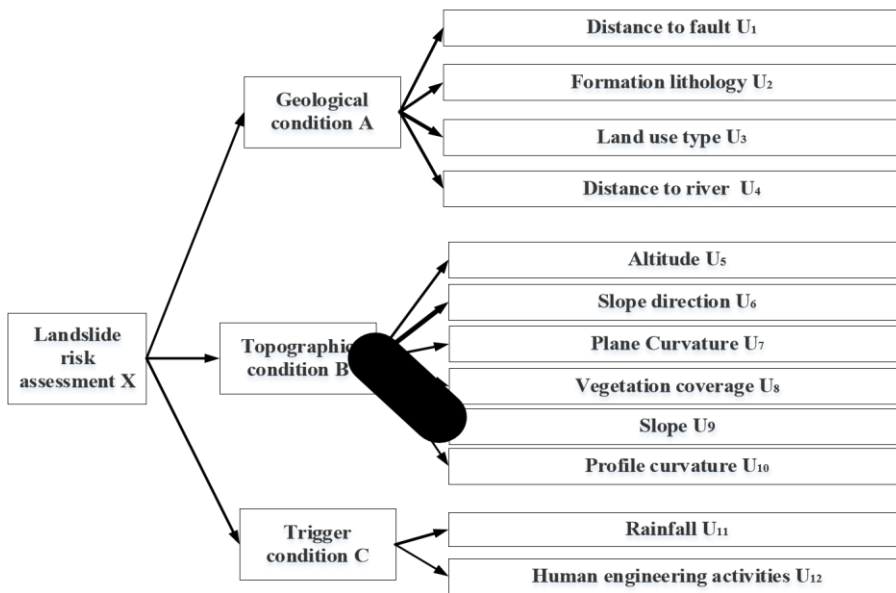 Distance to fault U₁
Formation lithology U₂
Geological
condition A
Land use type U₃
Distance to river U₄
Altitude U₅
Slope direction U₆
Landslide
risk
assessment X
Topographic
condition B
Plane Curvature U₇
Vegetation coverage U₈
Slope U₉
Profile curvature U₁₀
Trigger
condition C
Rainfall U₁₁
Human engineering activities U₁₂